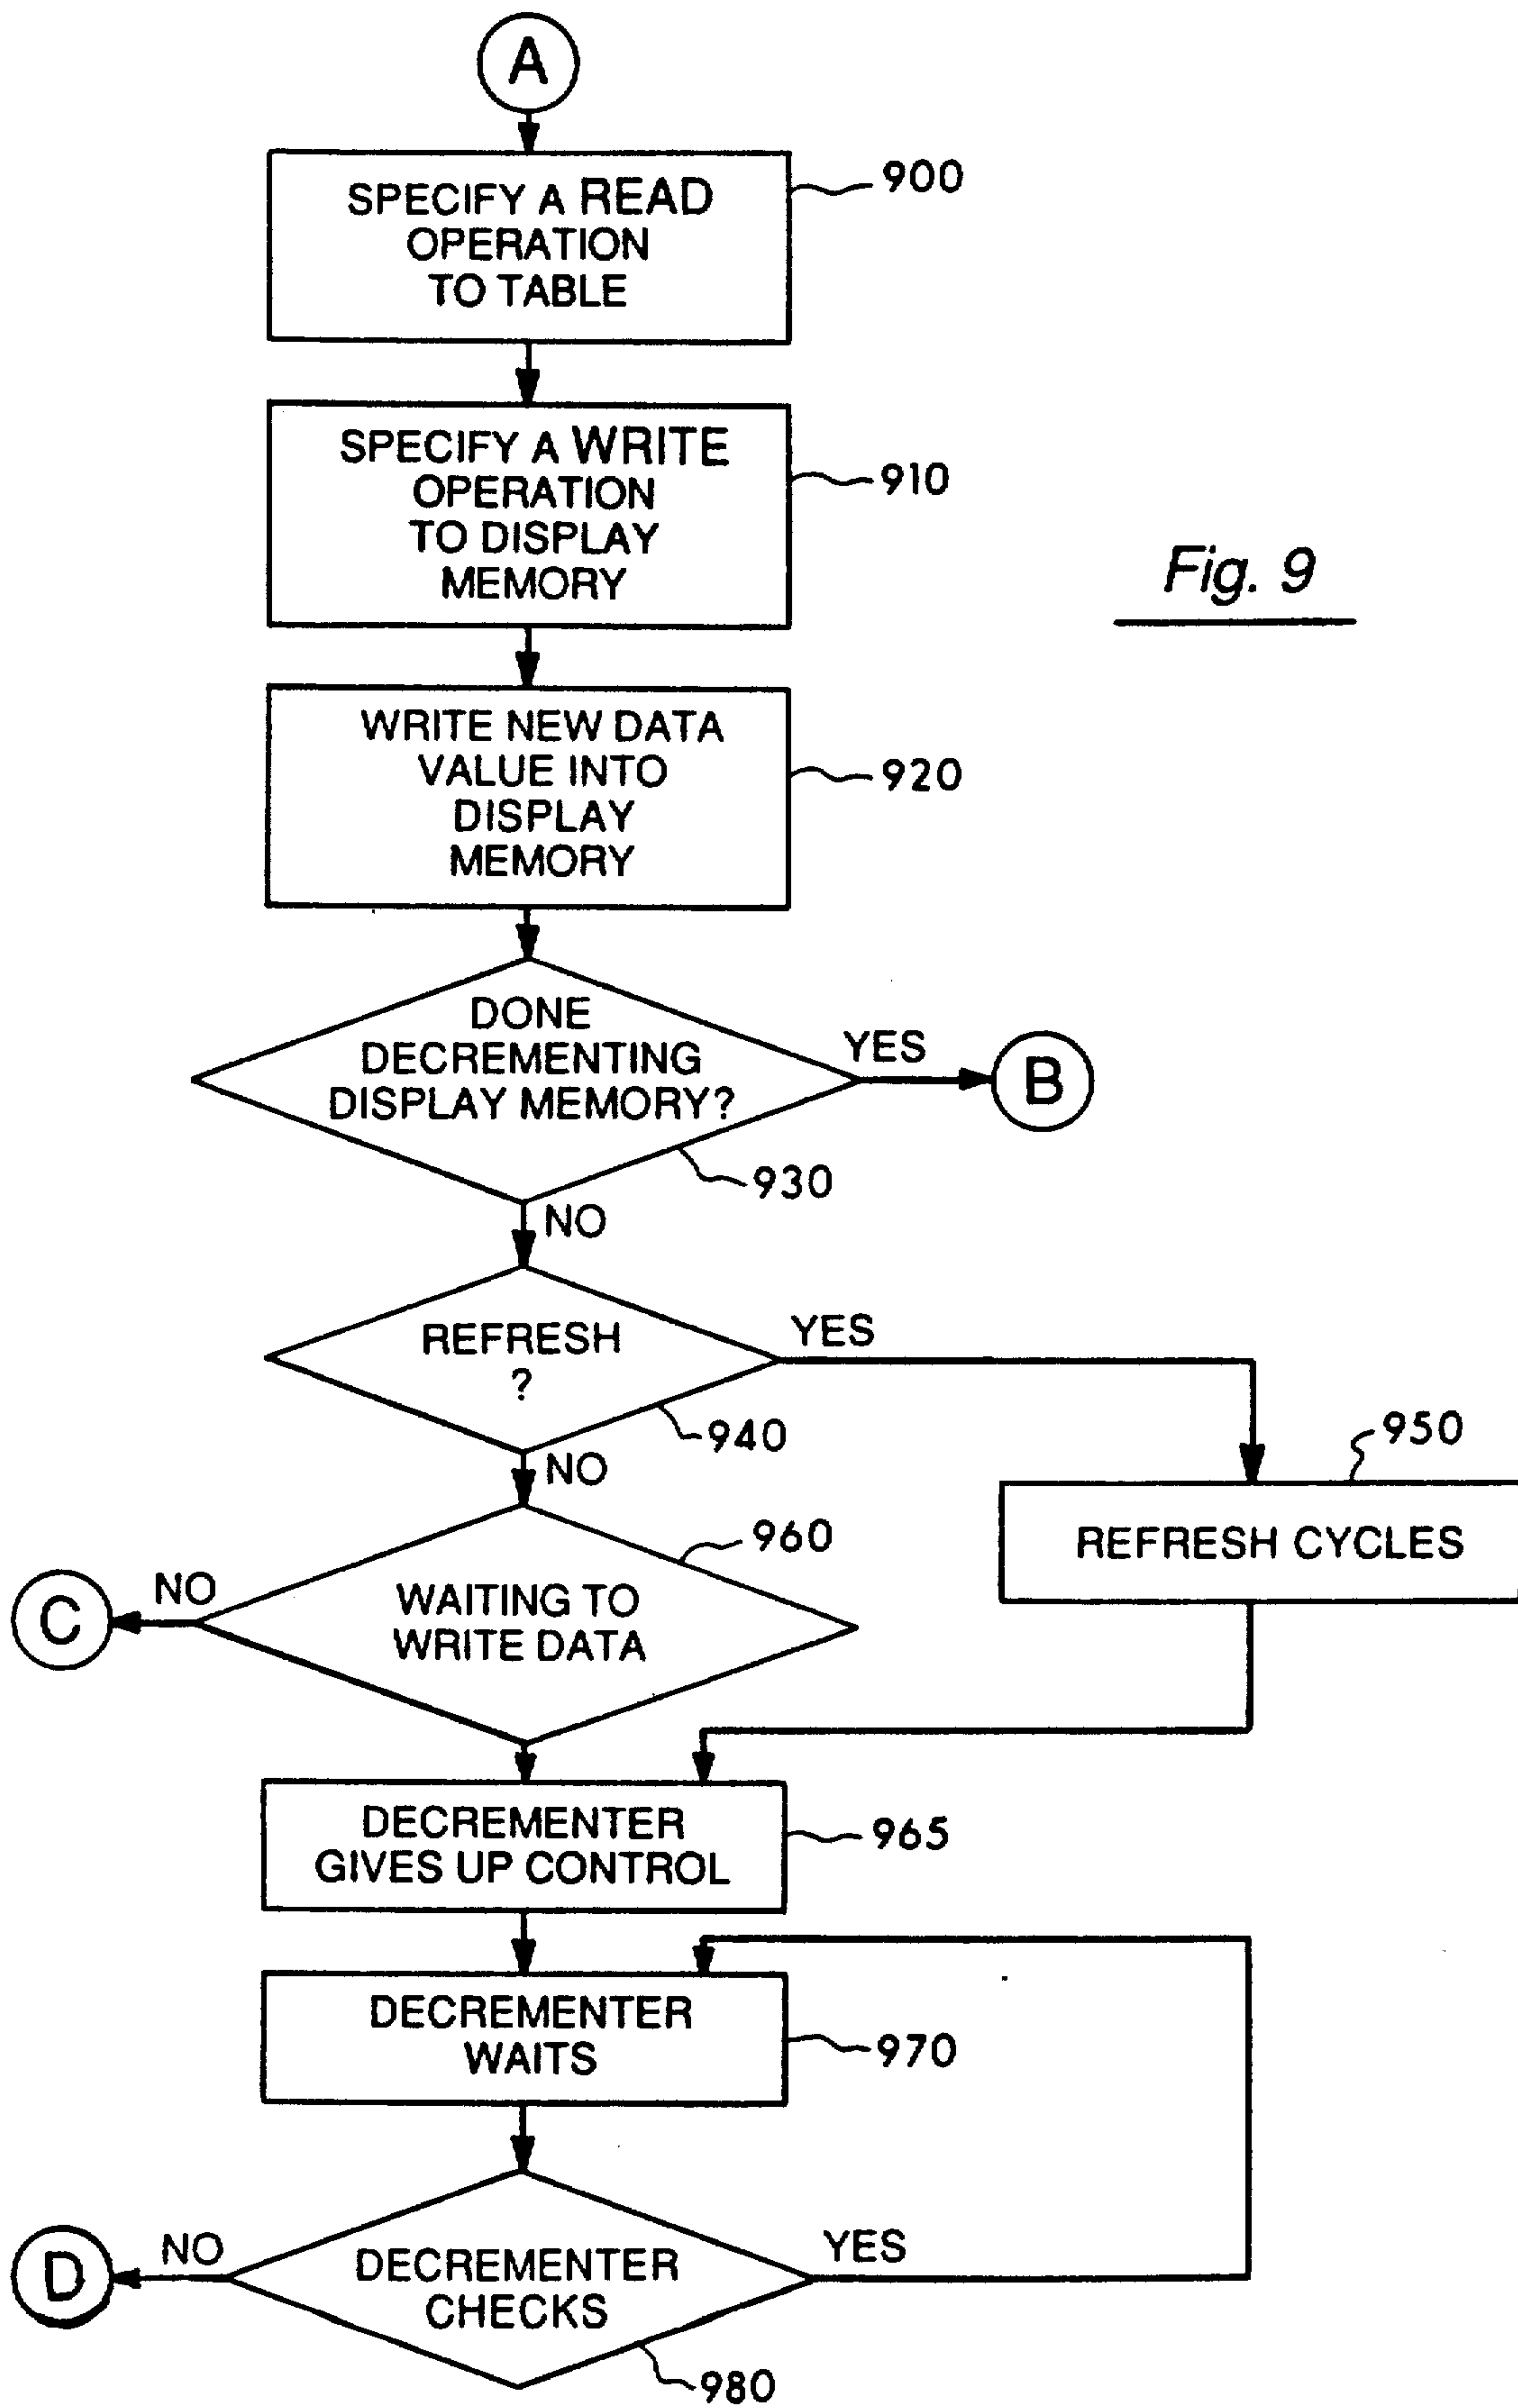 A
SPECIFY A READ
OPERATION
TO TABLE
900
SPECIFY A WRITE
OPERATION
TO DISPLAY
MEMORY
910
Fig. 9
WRITE NEW DATA
VALUE INTO
DISPLAY
MEMORY
920
DONE
DECREMENTING
DISPLAY MEMORY?
YES
B
930
NO
REFRESH
?
YES
940
NO
950
REFRESH CYCLES
960
WAITING TO
WRITE DATA
NO
C
DECREMENTER
GIVES UP CONTROL
965
DECREMENTER
WAITS
970
DECREMENTER
CHECKS
YES
NO
D
980